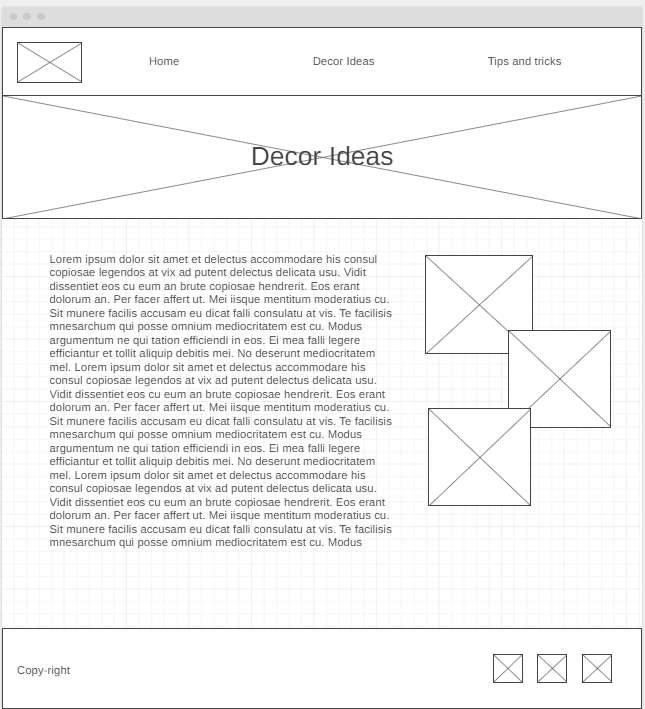 Home
Decor Ideas
Tips and tricks
Decor Ideas
Lorem ipsum dolor sit amet et delectus accommodare his consul
copiosae legendos at vix ad putent delectus delicata usu. Vidit
dissentiet eos cu eum an brute copiosae hendrerit. Eos erant
dolorum an. Per facer affert ut. Mei iisque mentitum moderatius cu.
Sit munere facilis accusam eu dicat falli consulatu at vis. Te facilisis
mnesarchum qui posse omnium mediocritatem est cu. Modus
argumentum ne qui tation efficiendi in eos. Ei mea falli legere
efficiantur et tollit aliquip debitis mei. No deserunt mediocritatem
mel. Lorem ipsum dolor sit amet et delectus accommodare his
consul copiosae legendos at vix ad putent delectus delicata usu.
Vidit dissentiet eos cu eum an brute copiosae hendrerit. Eos erant
dolorum an. Per facer affert ut. Mei iisque mentitum moderatius cu.
Sit munere facilis accusam eu dicat falli consulatu at vis. Te facilisis
mnesarchum qui posse omnium mediocritatem est cu. Modus
argumentum ne qui tation efficiendi in eos. Ei mea falli legere
efficiantur et tollit aliquip debitis mei. No deserunt mediocritatem
mel. Lorem ipsum dolor sit amet et delectus accommodare his
consul copiosae legendos at vix ad putent delectus delicata usu.
Vidit dissentiet eos cu eum an brute copiosae hendrerit. Eos erant
dolorum an. Per facer affert ut. Mei iisque mentitum moderatius cu.
Sit munere facilis accusam eu dicat falli consulatu at vis. Te facilisis
mnesarchum qui posse omnium mediocritatem est cu. Modus
Copy-right